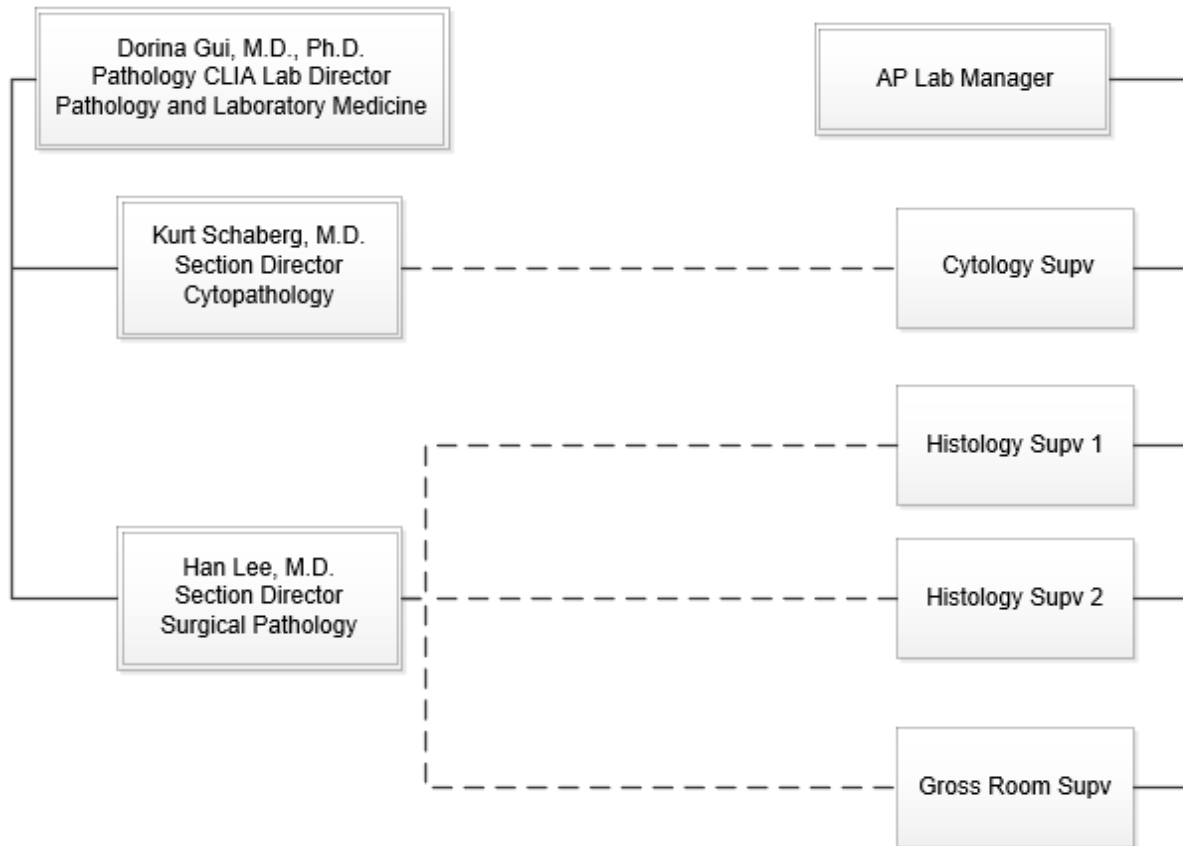 Dorina Gui, M.D., Ph.D.
Pathology CLIA Lab Director
Pathology and Laboratory Medicine
AP Lab Manager
Kurt Schaberg, M.D.
Section Director
Cytopathology
Cytology Supv
Histology Supv 1
Han Lee, M.D.
Section Director
Surgical Pathology
Histology Supv 2
Gross Room Supv